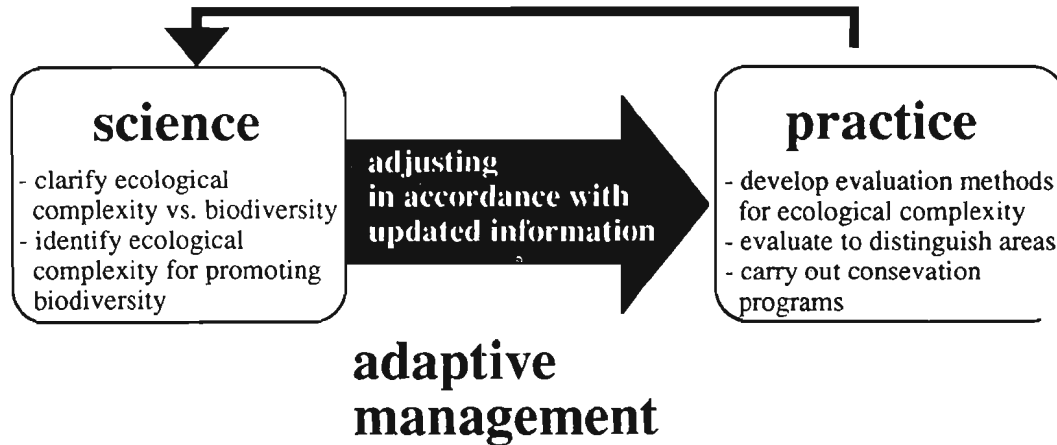 science
- clarify ecological
complexity vs. biodiversity
- identify ecological
complexity for promoting
biodiversity
adjusting
in accordance with
updated information
practice
- develop evaluation methods
for ecological complexity
- evaluate to distinguish areas
- carry out consevation
programs
adaptive
management